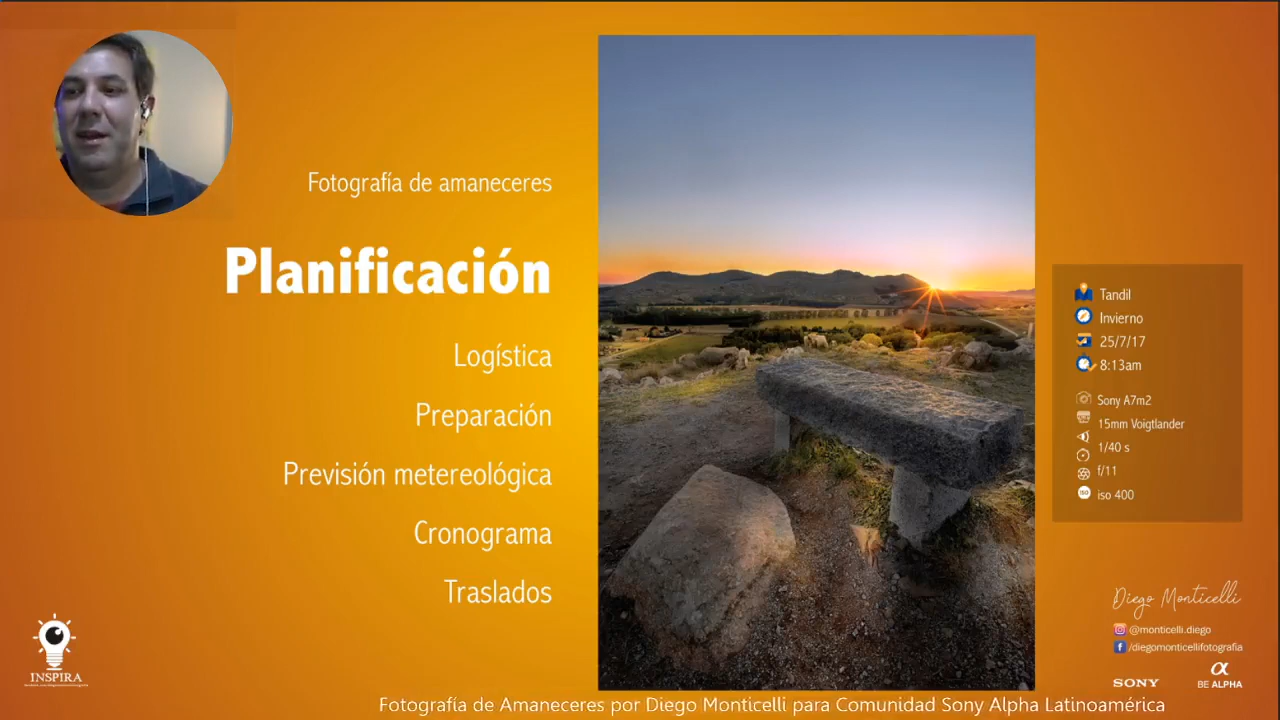 Fotografía de amaneceres
Planificación
Logística
Preparación
Previsión metereológica
Cronograma
Traslados
Tandil
Invierno
25/7/17
8:13am
Sony A7m2
15mm Voigtlander
1/40 s
f/11
ISO
iso 400
Diego Monticelli
@monticelli.diego
/diegomonticellifotografia
SONY
α
BE ALPHA
INSPIRA
Fotografía de Amaneceres por Diego Monticelli para Comunidad Sony Alpha Latinoamérica